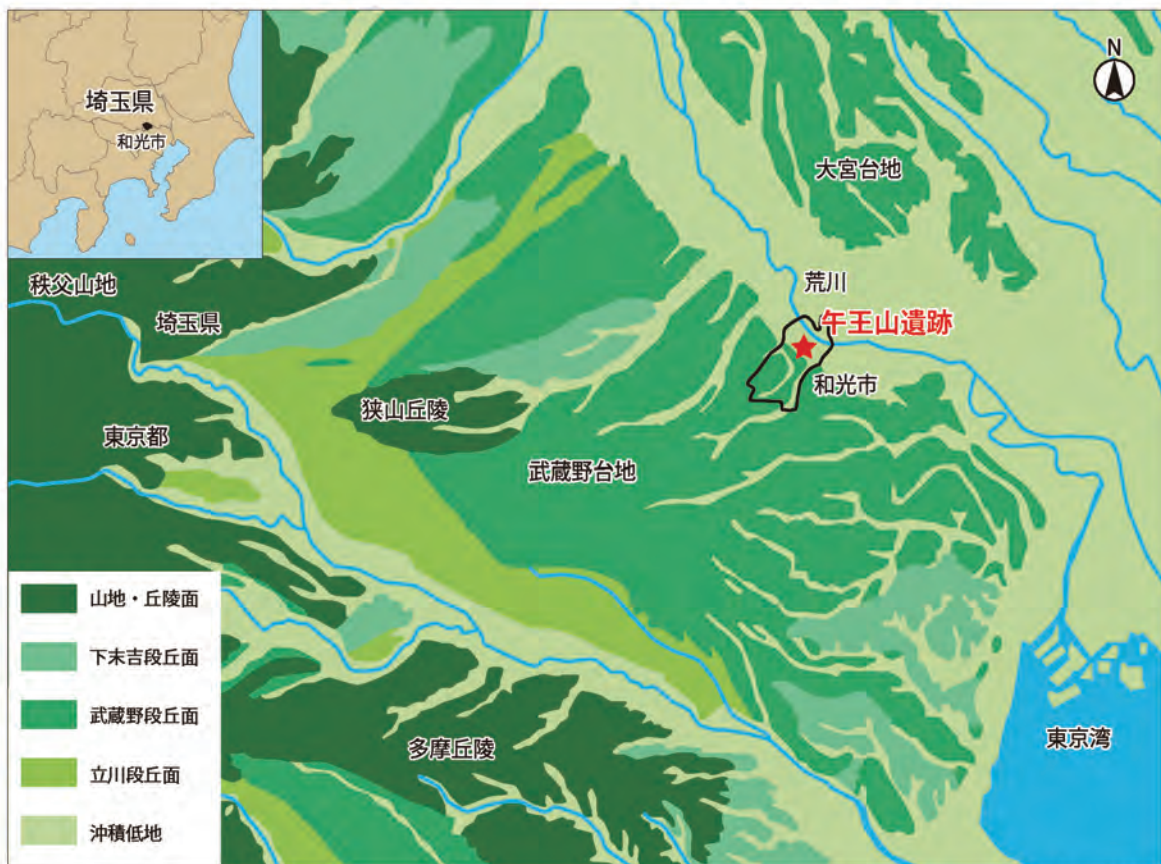 埼玉県
和光市
N
大宮台地
荒川
秩父山地
埼玉県
午王山遺跡
和光市
狭山丘陵
東京都
武蔵野台地
山地・丘陵面
下末吉段丘面
武蔵野段丘面
立川段丘面
沖積低地
多摩丘陵
東京湾